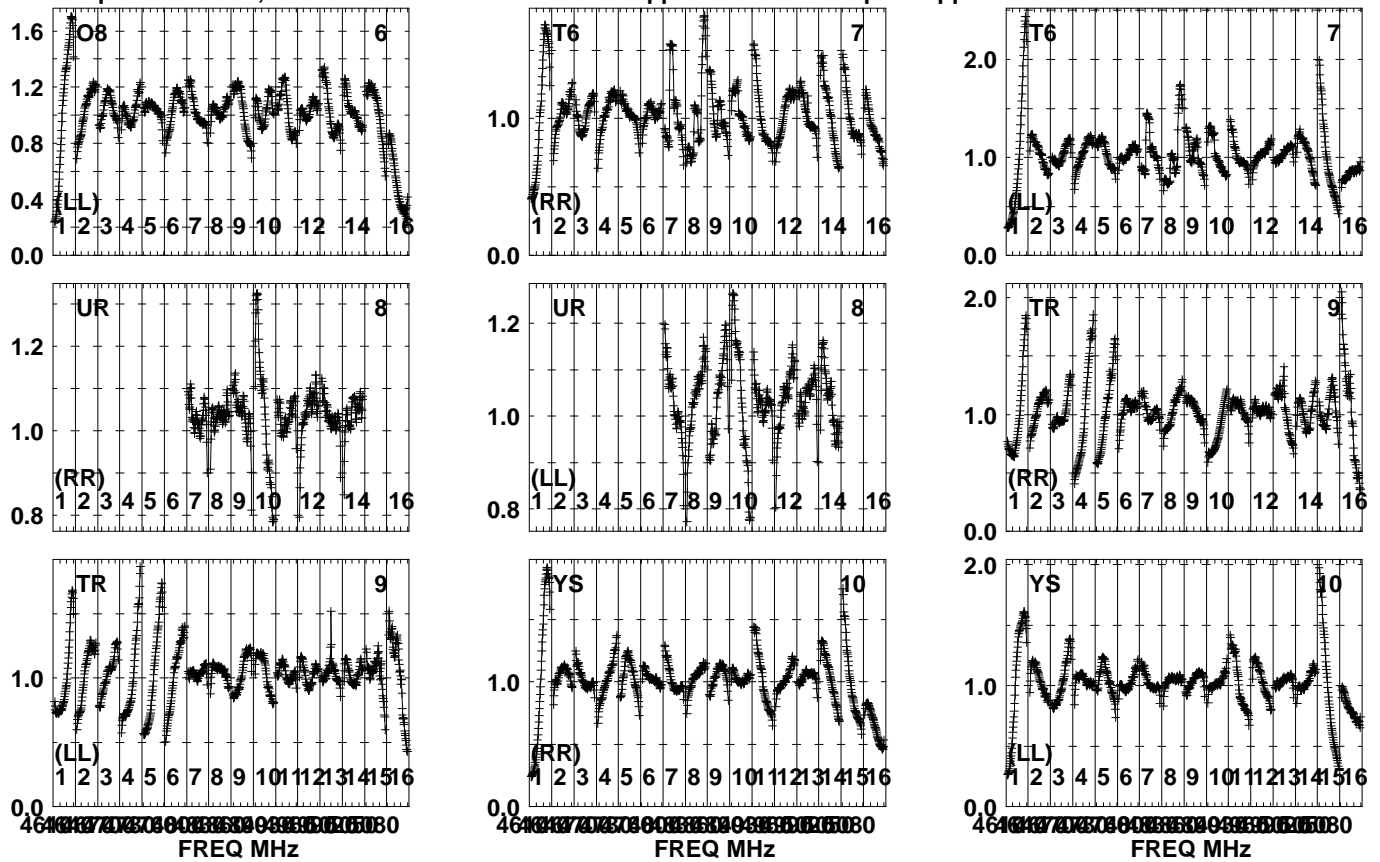 1.6
1.2
0.8
0.4
0.0
O8 6
(LL)
1 2 3 4 5 6 7 8 9 10 12 14 16
1.0
0.0
T6 7
(RR)
1 2 3 4 5 6 7 8 9 10 12 14 16
2.0
1.0
0.0
T6 7
(LL)
1 2 3 4 5 6 7 8 9 10 12 14 16
1.2
1.0
0.8
UR 8
(RR)
1 2 3 4 5 6 7 8 9 10 12 14 16
1.2
1.0
0.8
UR 8
(LL)
1 2 3 4 5 6 7 8 9 10 12 14 16
2.0
1.0
0.0
TR 9
(RR)
1 2 3 4 5 6 7 8 9 10 12 14 16
1.0
0.0
TR 9
(LL)
1 2 3 4 5 6 7 8 9 10 11 12 13 14 15 16
FREQ MHz
1.0
0.0
YS 10
(RR)
1 2 3 4 5 6 7 8 9 10 11 12 13 14 15 16
FREQ MHz
2.0
1.0
0.0
YS 10
(LL)
1 2 3 4 5 6 7 8 9 10 11 12 13 14 15 16
FREQ MHz